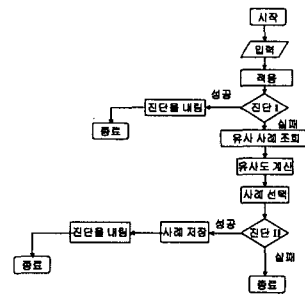 시작
입력
적용
성공
진단을 내림
진단 I
종료
실패
유사 사례 조회
유사도 계산
사례 선택
성공
진단을 내림
사례 저장
진단 II
실패
종료
종료